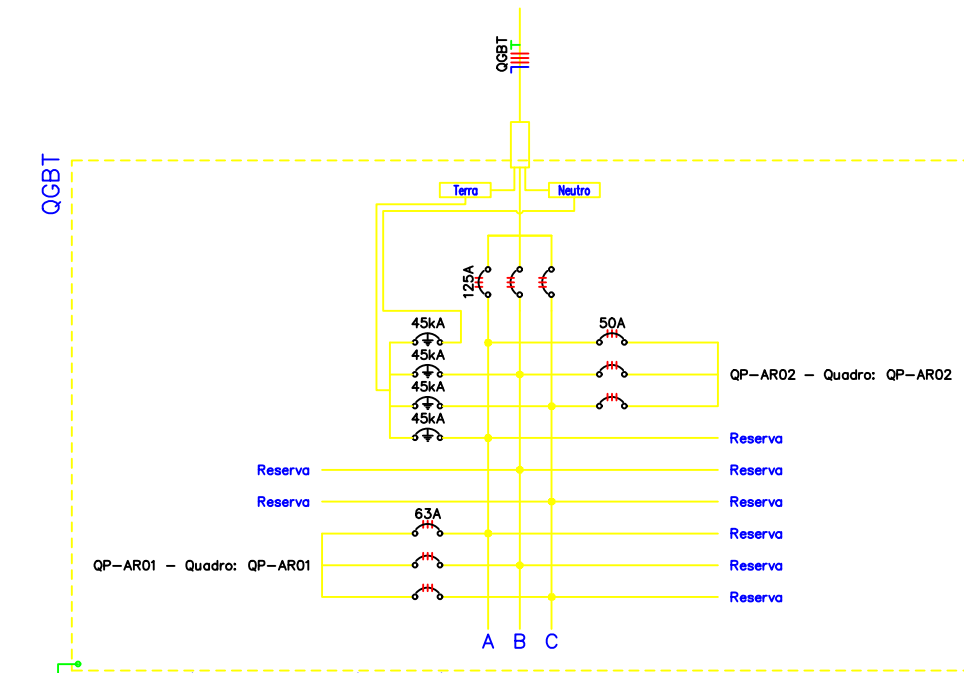 QGBT
QGBT
Terra
Neutro
125A
45kA
50A
45kA
QP-AR02 - Quadro: QP-AR02
45kA
45kA
Reserva
Reserva
Reserva
Reserva
Reserva
63A
Reserva
QP-AR01 - Quadro: QP-AR01
Reserva
Reserva
A B C